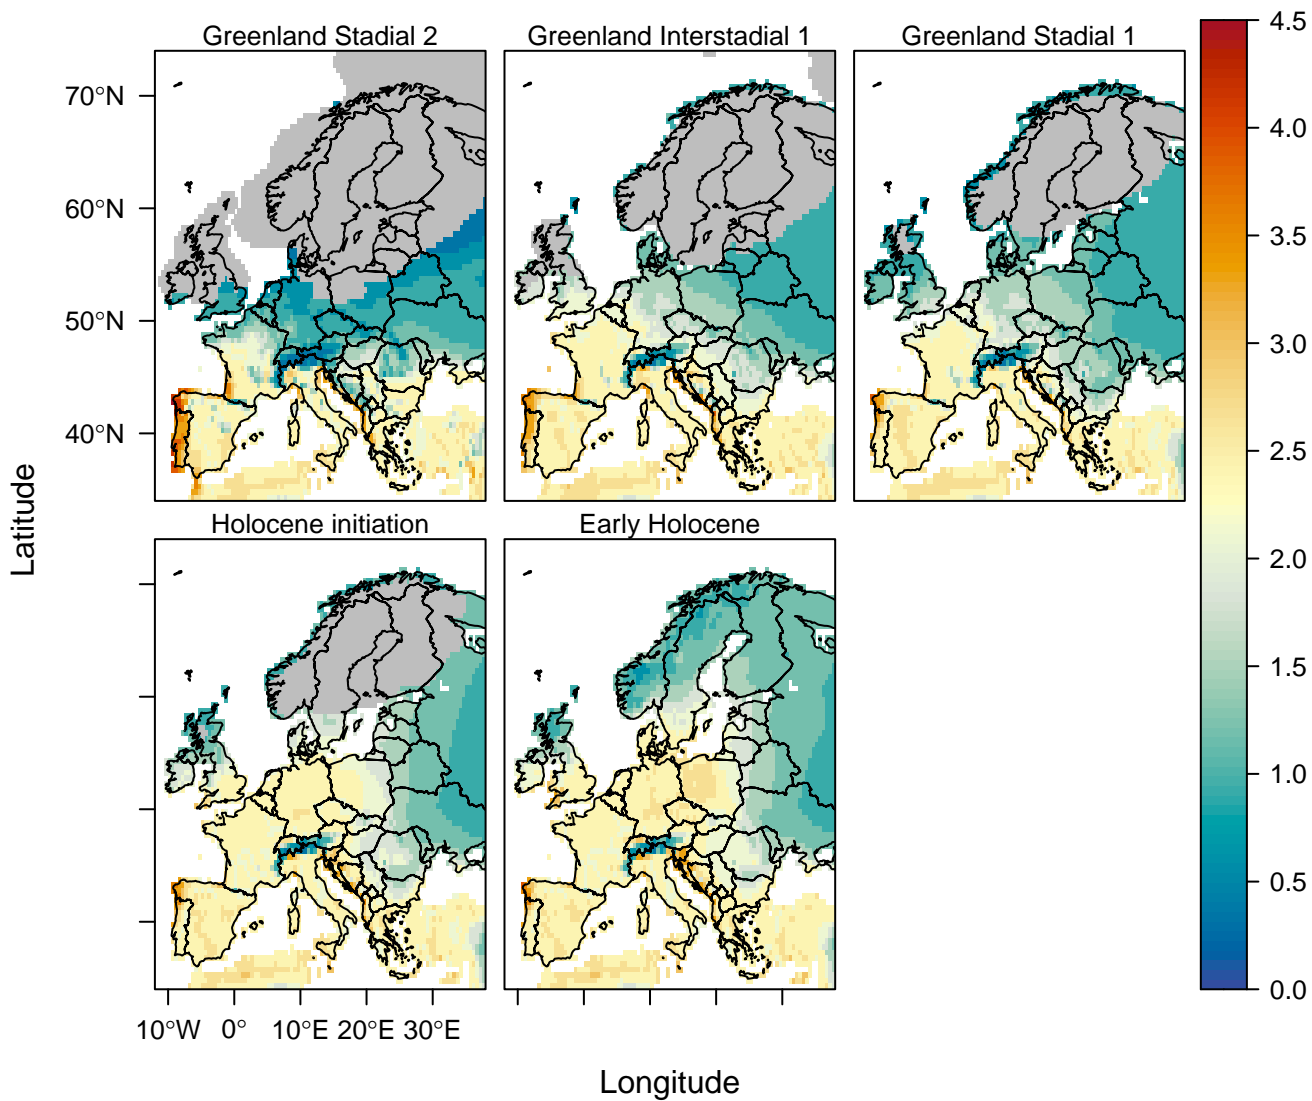 Greenland Stadial 2
Greenland Interstadial 1
Greenland Stadial 1
4.5
4.0
3.5
3.0
2.5
2.0
1.5
1.0
0.5
0.0
70°N
60°N
50°N
40°N
Latitude
Holocene initiation
Early Holocene
10°W 0° 10°E 20°E 30°E
Longitude